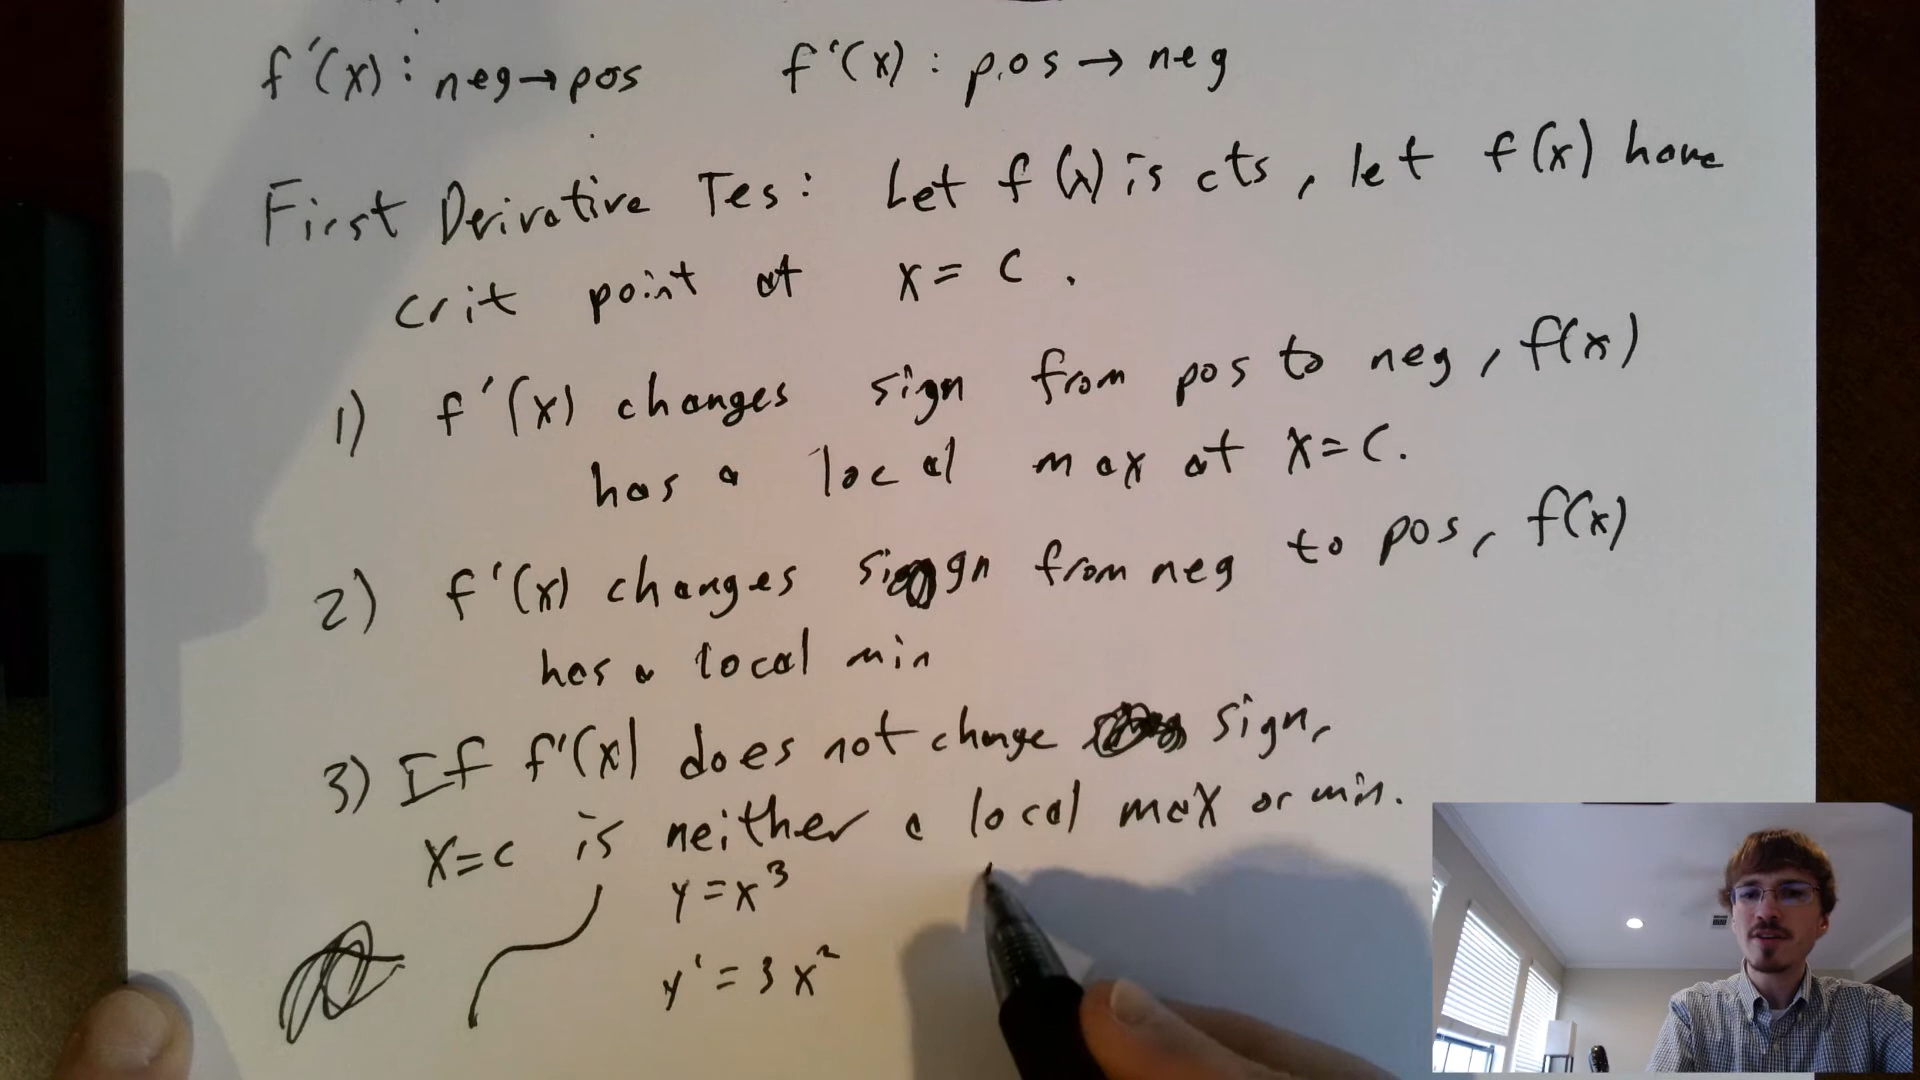 f'(x): neg→pos f'(x): pos→neg
First Derivative Tes: Let f(x) is cts, let f(x) have
crit point at x = c.
1) f'(x) changes sign from pos to neg, f(x)
has a local max at x=c.
2) f'(x) changes sign from neg to pos, f(x)
has a local min
3) If f'(x) does not change sign,
x=c is neither a local max or min.
y = x³
y' = 3x²